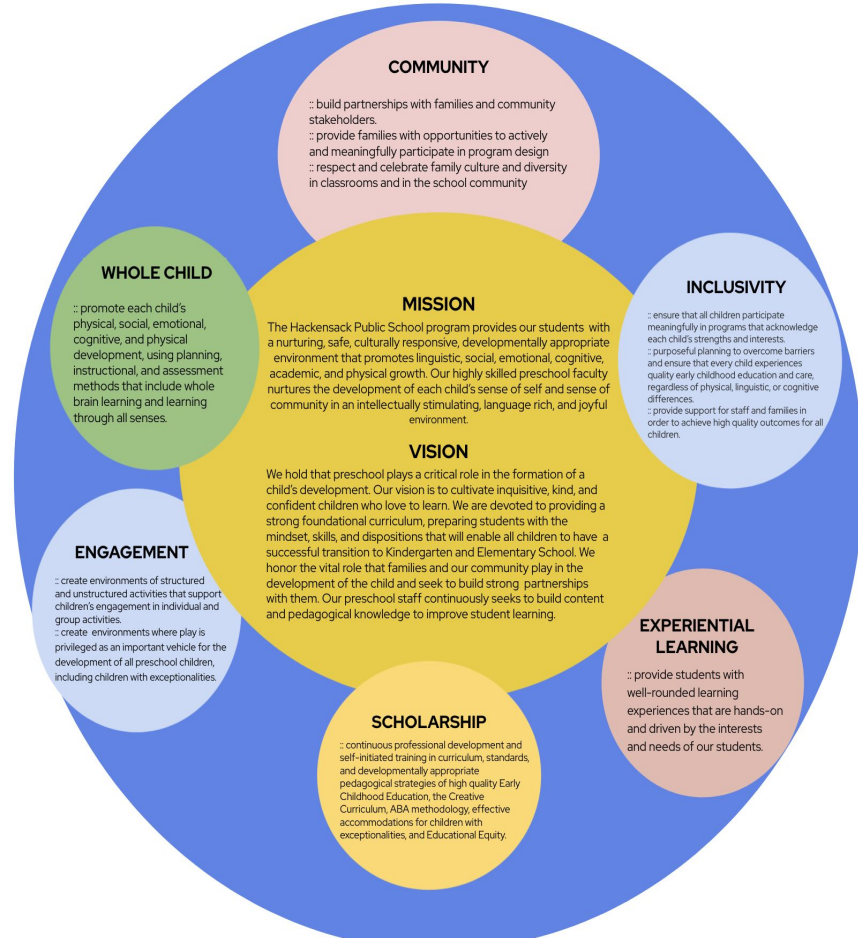 COMMUNITY
:: build partnerships with families and community
stakeholders.
:: provide families with opportunities to actively
and meaningfully participate in program design
:: respect and celebrate family culture and diversity
in classrooms and in the school community
WHOLE CHILD
:: promote each child's
physical, social, emotional,
cognitive, and physical
development, using planning,
instructional, and assessment
methods that include whole
brain learning and learning
through all senses.
MISSION
The Hackensack Public School program provides our students with
a nurturing, safe, culturally responsive, developmentally appropriate
environment that promotes linguistic, social, emotional, cognitive,
academic, and physical growth. Our highly skilled preschool faculty
nurtures the development of each child's sense of self and sense of
community in an intellectually stimulating, language rich, and joyful
environment.
VISION
We hold that preschool plays a critical role in the formation of a
child's development. Our vision is to cultivate inquisitive, kind, and
confident children who love to learn. We are devoted to providing a
strong foundational curriculum, preparing students with the
mindset, skills, and dispositions that will enable all children to have a
successful transition to Kindergarten and Elementary School. We
honor the vital role that families and our community play in the
development of the child and seek to build strong partnerships
with them. Our preschool staff continuously seeks to build content
and pedagogical knowledge to improve student learning.
INCLUSIVITY
:: ensure that all children participate
meaningfully in programs that acknowledge
each child's strengths and interests.
:: purposeful planning to overcome barriers
and ensure that every child experiences
quality early childhood education and care,
regardless of physical, linguistic, or cognitive
differences.
:: provide support for staff and families in
order to achieve high quality outcomes for all
children.
ENGAGEMENT
:: create environments of structured
and unstructured activities that support
children's engagement in individual and
group activities.
:: create environments where play is
privileged as an important vehicle for the
development of all preschool children,
including children with exceptionalities.
EXPERIENTIAL
LEARNING
:: provide students with
well-rounded learning
experiences that are hands-on
and driven by the interests
and needs of our students.
SCHOLARSHIP
:: continuous professional development and
self-initiated training in curriculum, standards,
and developmentally appropriate
pedagogical strategies of high quality Early
Childhood Education, the Creative
Curriculum, ABA methodology, effective
accommodations for children with
exceptionalities, and Educational Equity.